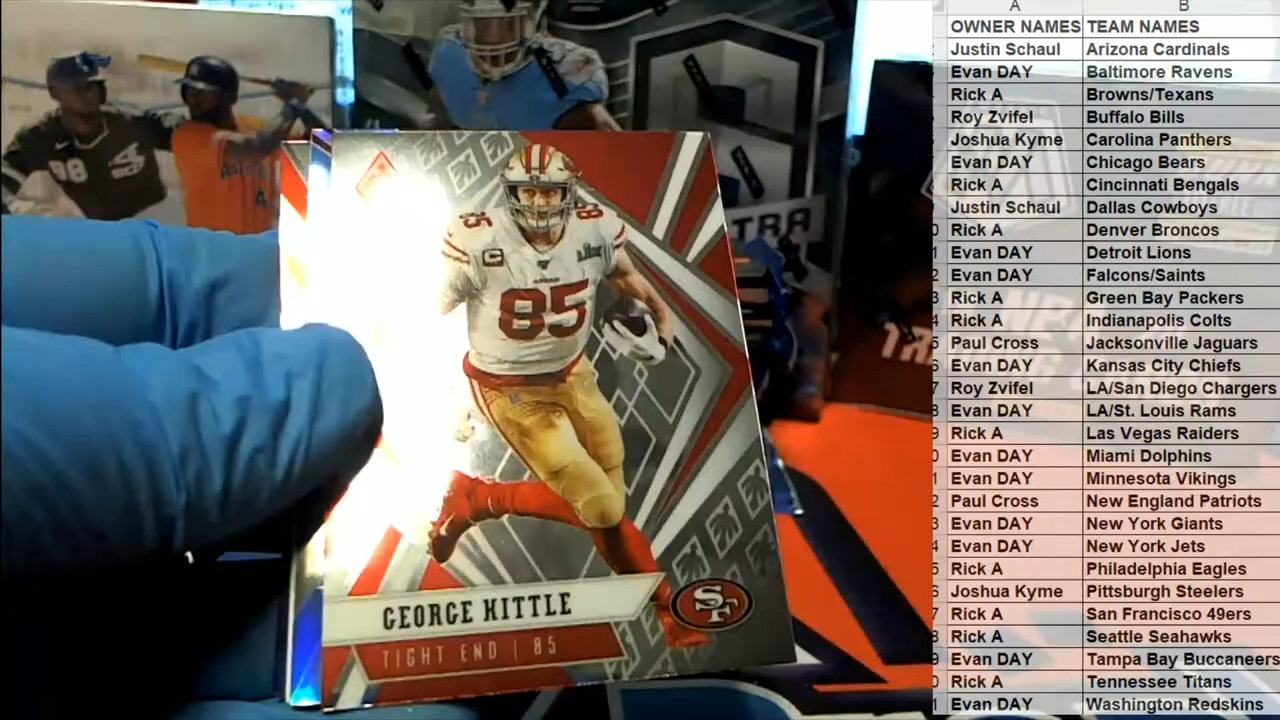 98
4
TRA
85
85
85
C
GEORGE KITTLE
TIGHT END | 85
SF
A B
OWNER NAMES TEAM NAMES
Justin Schaul Arizona Cardinals
Evan DAY Baltimore Ravens
Rick A Browns/Texans
Roy Zvifel Buffalo Bills
Joshua Kyme Carolina Panthers
Evan DAY Chicago Bears
Rick A Cincinnati Bengals
Justin Schaul Dallas Cowboys
Rick A Denver Broncos
Evan DAY Detroit Lions
Evan DAY Falcons/Saints
Rick A Green Bay Packers
Rick A Indianapolis Colts
Paul Cross Jacksonville Jaguars
Evan DAY Kansas City Chiefs
Roy Zvifel LA/San Diego Chargers
Evan DAY LA/St. Louis Rams
Rick A Las Vegas Raiders
Evan DAY Miami Dolphins
Evan DAY Minnesota Vikings
Paul Cross New England Patriots
Evan DAY New York Giants
Evan DAY New York Jets
Rick A Philadelphia Eagles
Joshua Kyme Pittsburgh Steelers
Rick A San Francisco 49ers
Rick A Seattle Seahawks
Evan DAY Tampa Bay Buccaneers
Rick A Tennessee Titans
Evan DAY Washington Redskins